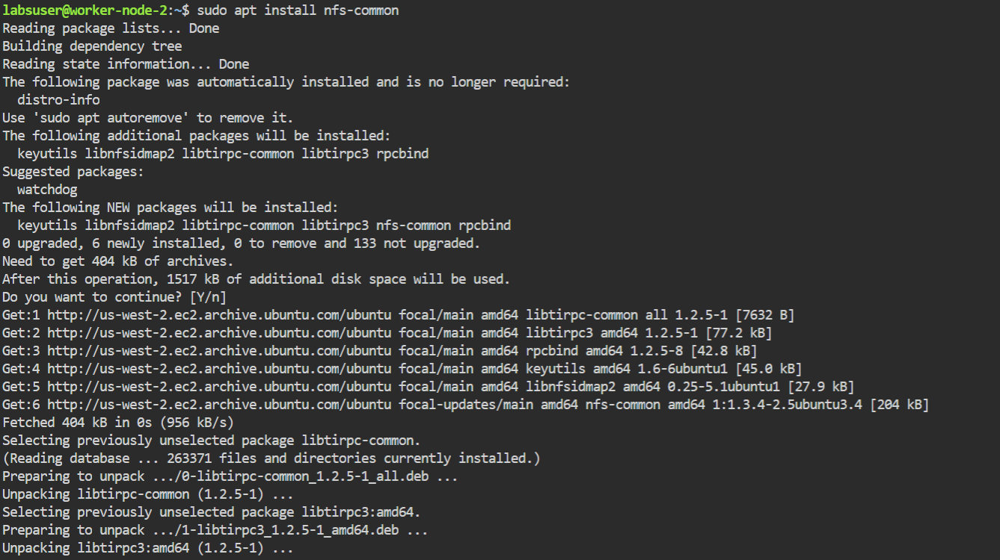 labsuser@worker-node-2:~$ sudo apt install nfs-common
Reading package lists... Done
Building dependency tree
Reading state information... Done
The following package was automatically installed and is no longer required:
  distro-info
Use 'sudo apt autoremove' to remove it.
The following additional packages will be installed:
  keyutils libnfsidmap2 libtirpc-common libtirpc3 rpcbind
Suggested packages:
  watchdog
The following NEW packages will be installed:
  keyutils libnfsidmap2 libtirpc-common libtirpc3 nfs-common rpcbind
0 upgraded, 6 newly installed, 0 to remove and 133 not upgraded.
Need to get 404 kB of archives.
After this operation, 1517 kB of additional disk space will be used.
Do you want to continue? [Y/n]
Get:1 http://us-west-2.ec2.archive.ubuntu.com/ubuntu focal/main amd64 libtirpc-common all 1.2.5-1 [7632 B]
Get:2 http://us-west-2.ec2.archive.ubuntu.com/ubuntu focal/main amd64 libtirpc3 amd64 1.2.5-1 [77.2 kB]
Get:3 http://us-west-2.ec2.archive.ubuntu.com/ubuntu focal/main amd64 rpcbind amd64 1.2.5-8 [42.8 kB]
Get:4 http://us-west-2.ec2.archive.ubuntu.com/ubuntu focal/main amd64 keyutils amd64 1.6-6ubuntu1 [45.0 kB]
Get:5 http://us-west-2.ec2.archive.ubuntu.com/ubuntu focal/main amd64 libnfsidmap2 amd64 0.25-5.1ubuntu1 [27.9 kB]
Get:6 http://us-west-2.ec2.archive.ubuntu.com/ubuntu focal-updates/main amd64 nfs-common amd64 1:1.3.4-2.5ubuntu3.4 [204 kB]
Fetched 404 kB in 0s (956 kB/s)
Selecting previously unselected package libtirpc-common.
(Reading database ... 263371 files and directories currently installed.)
Preparing to unpack .../0-libtirpc-common_1.2.5-1_all.deb ...
Unpacking libtirpc-common (1.2.5-1) ...
Selecting previously unselected package libtirpc3:amd64.
Preparing to unpack .../1-libtirpc3_1.2.5-1_amd64.deb ...
Unpacking libtirpc3:amd64 (1.2.5-1) ...